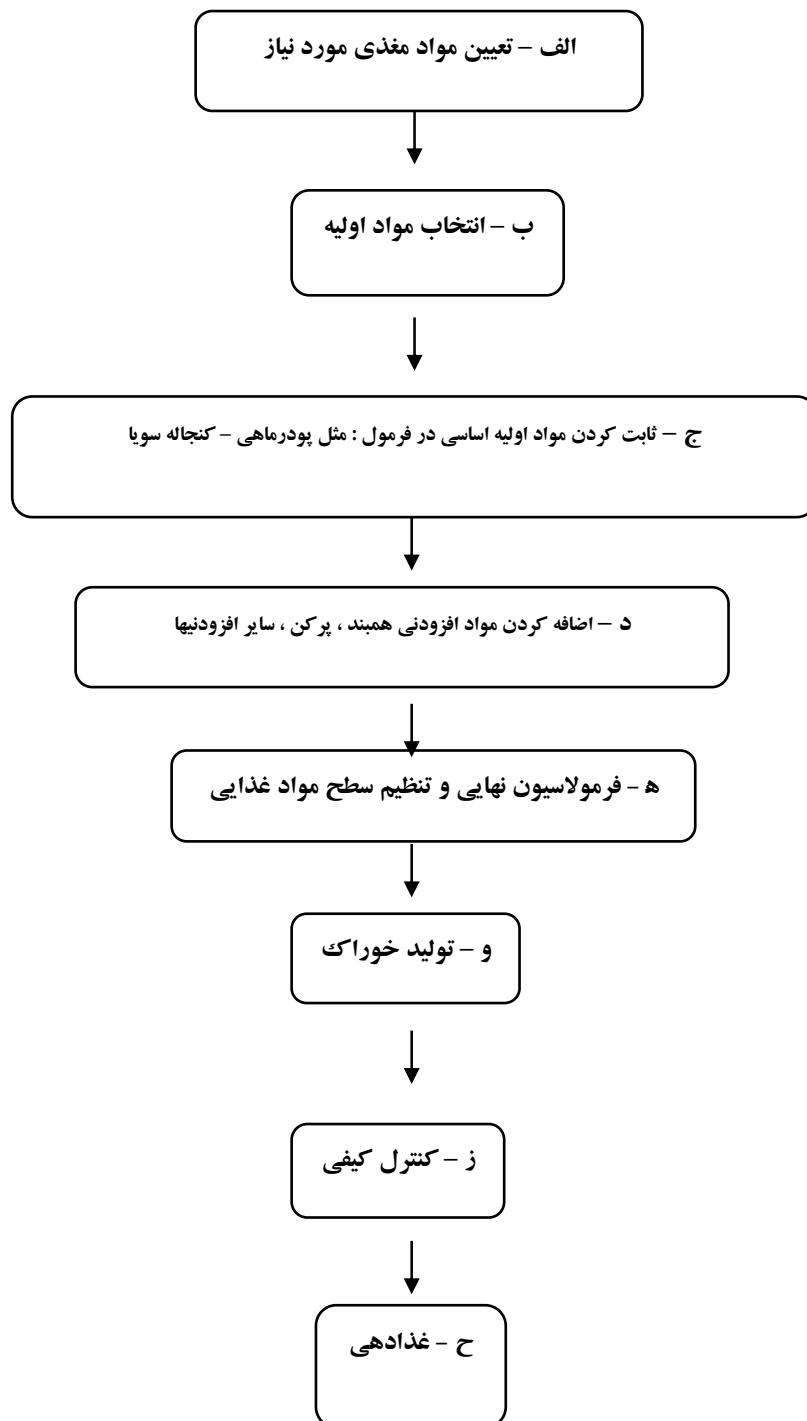 الف – تعیین مواد مغذی مورد نیاز
ب – انتخاب مواد اولیه
ج – ثابت کردن مواد اولیه اساسی در فرمول : مثل پودرماهی – کنجاله سویا
د – اضافه کردن مواد افزودنی همبند ، پرکن ، سایر افزودنیها
ه - فرمولاسیون نهایی و تنظیم سطح مواد غذایی
و – تولید خوراک
ز – کنترل کیفی
ح - غذادهی